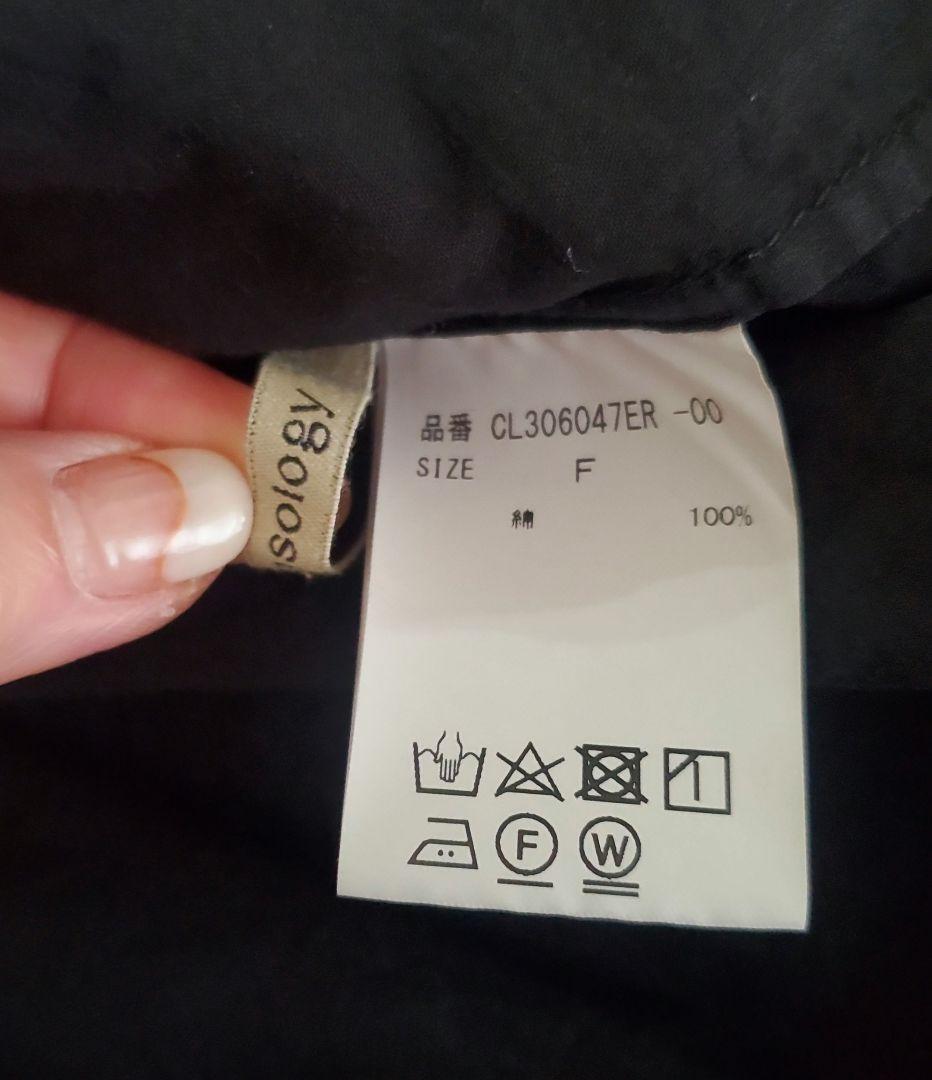 sology
品番 CL306047ER -00
SIZE F
綿 100%
F W